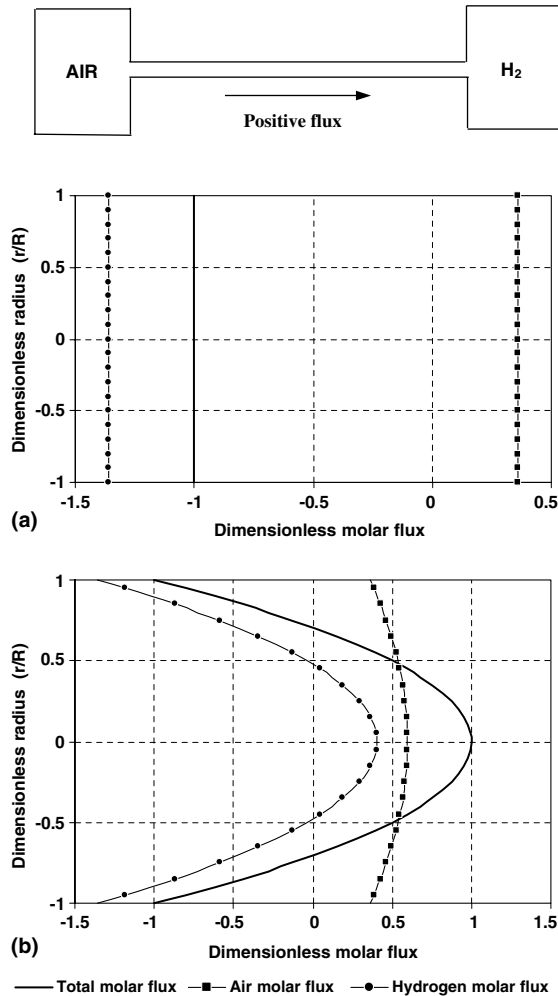 AIR
H2
Positive flux
Dimensionless radius (r/R)
1
0.5
0
-0.5
-1
-1.5
-1
-0.5
0
0.5
(a)
Dimensionless molar flux
Dimensionless radius (r/R)
1
0.5
0
-0.5
-1
-1.5
-1
-0.5
0
0.5
1
1.5
(b)
Dimensionless molar flux
Total molar flux Air molar flux Hydrogen molar flux